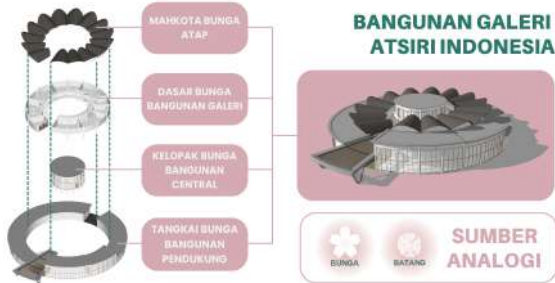 MAHKOTA BUNGA
ATAP
DASAR BUNGA
BANGUNAN GALERI
KELOPAK BUNGA
BANGUNAN
CENTRAL
TANGKAI BUNGA
BANGUNAN
PENDUKUNG
BANGUNAN GALERI
ATSIRI INDONESIA
BUNGA
BATANG
SUMBER
ANALOGI